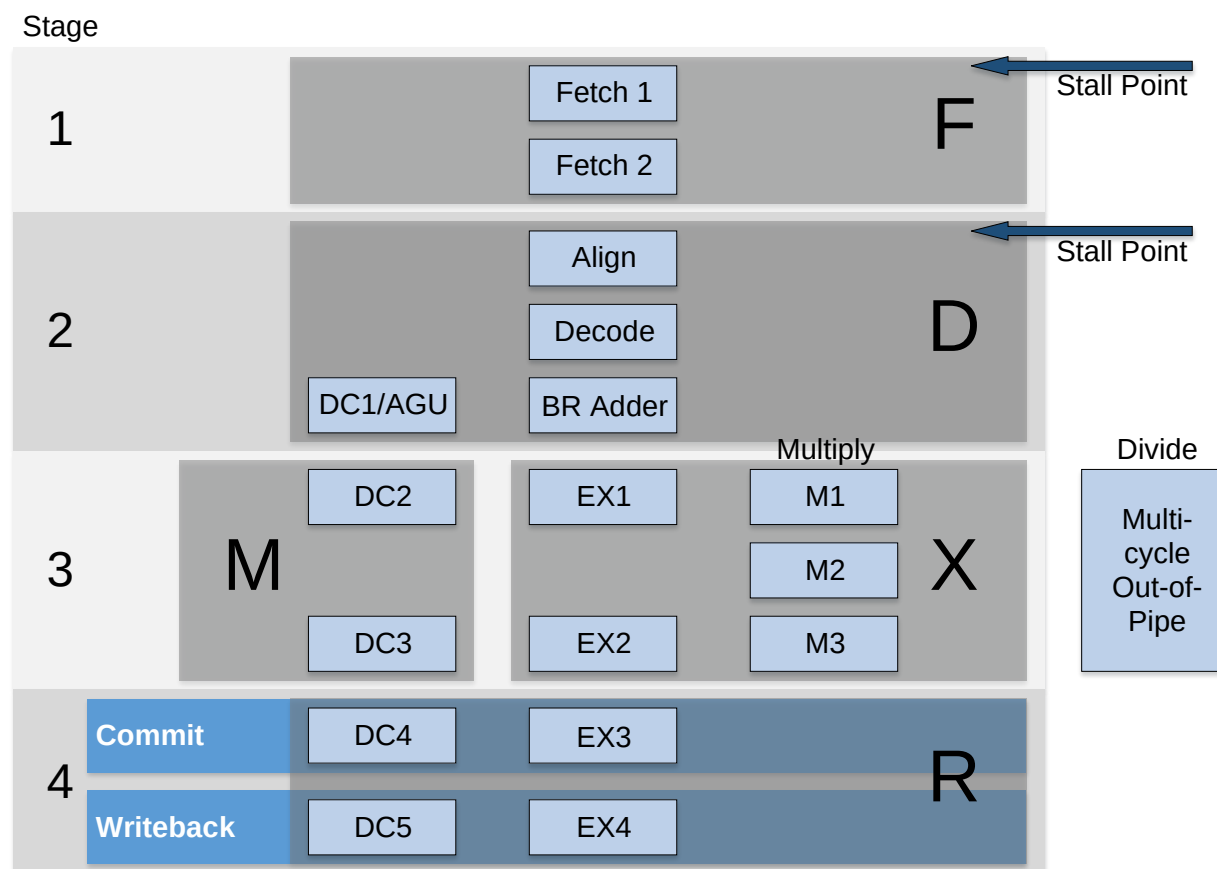 Stage
1
Fetch 1
Fetch 2
F
Stall Point
2
Align
Decode
DC1/AGU
BR Adder
D
Stall Point
3
M
DC2
DC3
EX1
EX2
Multiply
M1
M2
M3
X
Divide
Multi-
cycle
Out-of-
Pipe
4
Commit
DC4
EX3
R
Writeback
DC5
EX4